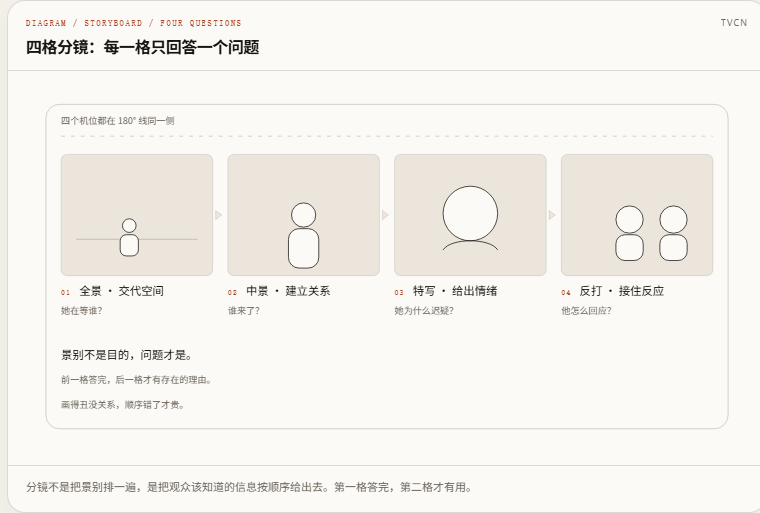 DIAGRAM / STORYBOARD / FOUR QUESTIONS
TVCN
四格分镜：每一格只回答一个问题
四个机位都在 180° 线同一侧
01 全景 · 交代空间
她在等谁？
02 中景 · 建立关系
谁来了？
03 特写 · 给出情绪
她为什么迟疑？
04 反打 · 接住反应
他怎么回应？
景别不是目的，问题才是。
前一格答完，后一格才有存在的理由。
画得丑没关系，顺序错了才贵。
分镜不是把景别排一遍，是把观众该知道的信息按顺序给出去。第一格答完，第二格才有用。